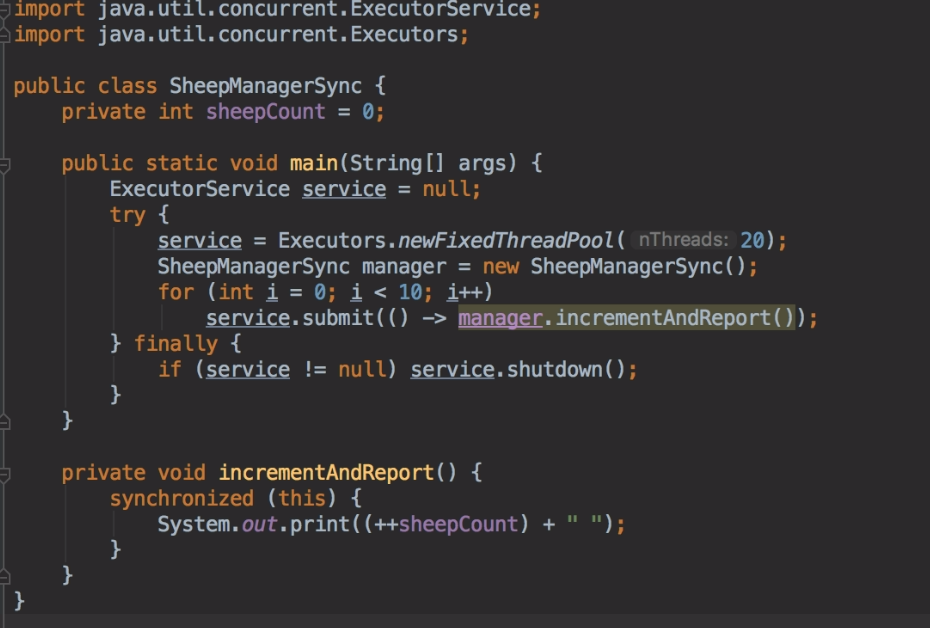 import java.util.concurrent.ExecutorService;
import java.util.concurrent.Executors;
public class SheepManagerSync {
private int sheepCount = 0;
public static void main(String[] args) {
ExecutorService service = null;
try {
service = Executors.newFixedThreadPool( nThreads: 20);
SheepManagerSync manager = new SheepManagerSync();
for (int i = 0; i < 10; i++)
service.submit(() -> manager.incrementAndReport());
} finally {
if (service != null) service.shutdown();
}
}
private void incrementAndReport() {
synchronized (this) {
System.out.print((++sheepCount) + " ");
}
}
}